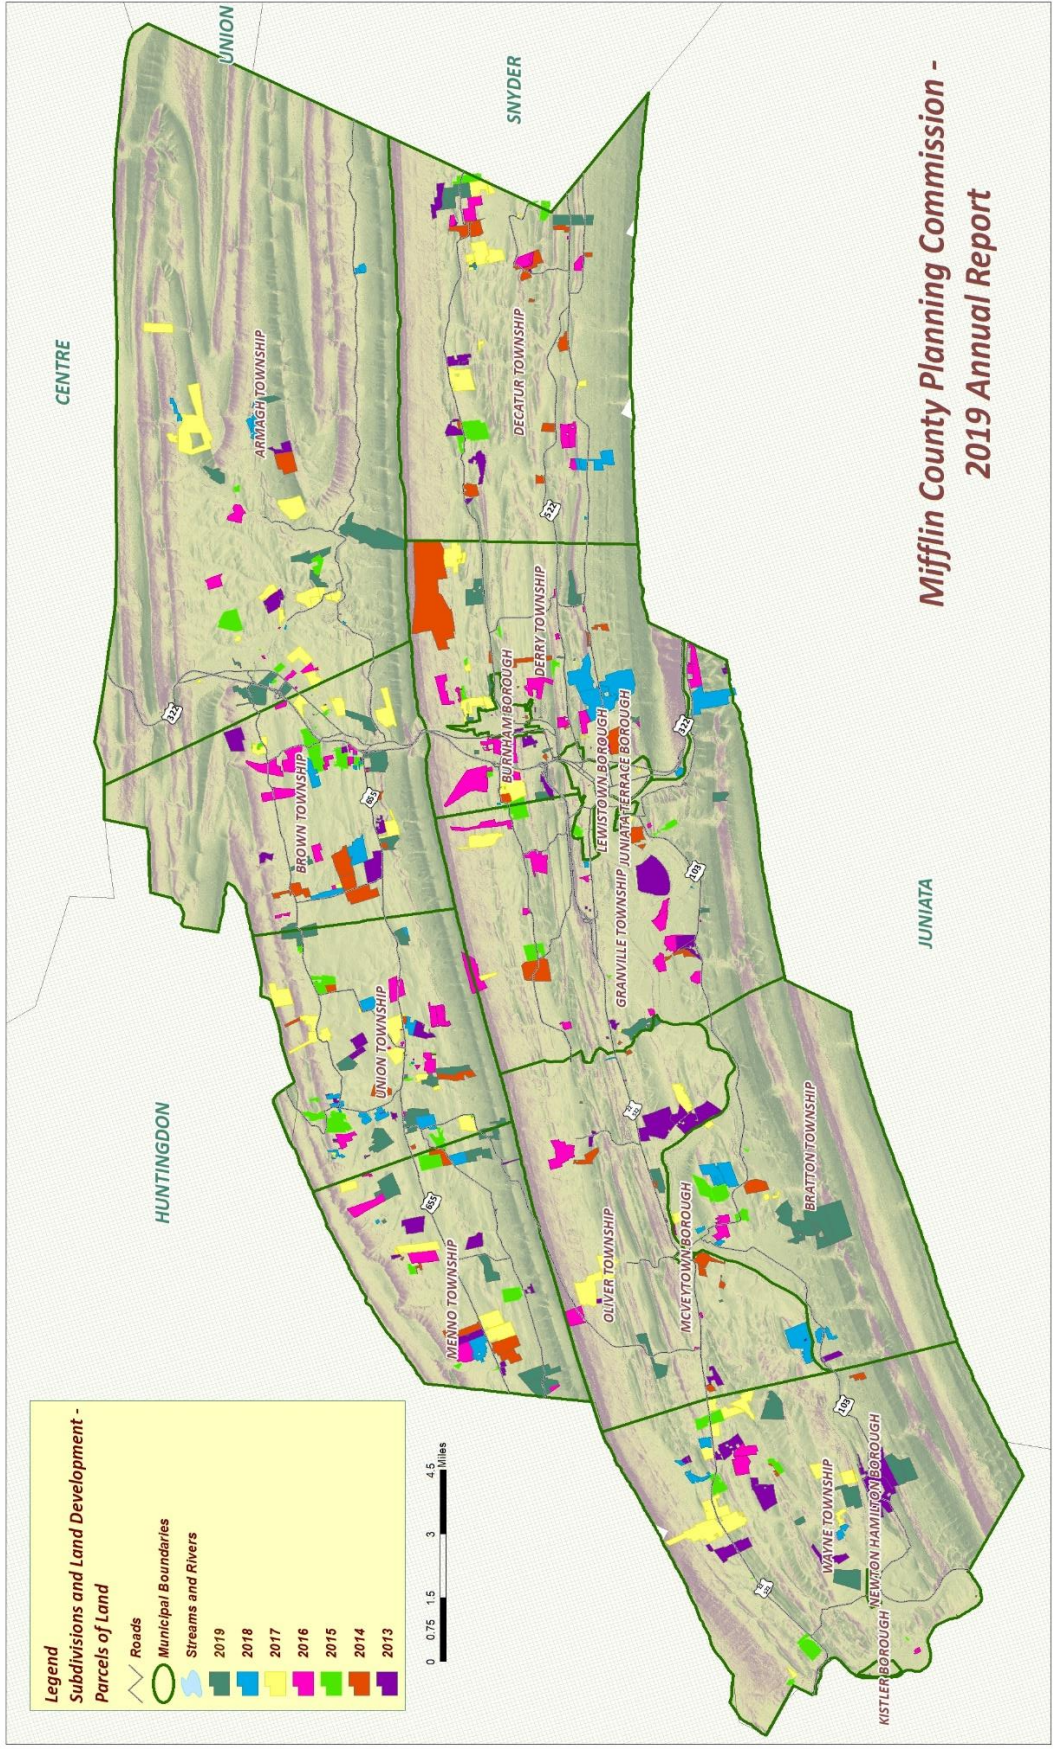 Mifflin County Planning Commission -
2019 Annual Report
CENTRE
UNION
SNYDER
HUNTINGDON
JUNIATA
ARMAGH TOWNSHIP
DECATUR TOWNSHIP
BROWN TOWNSHIP
BURNHAM BOROUGH
DERRY TOWNSHIP
LEWISTOWN BOROUGH
JUNIATA TERRACE BOROUGH
GRANVILLE TOWNSHIP
UNION TOWNSHIP
MENNO TOWNSHIP
OLIVER TOWNSHIP
MCVEYTOWN BOROUGH
BRATTON TOWNSHIP
WAYNE TOWNSHIP
NEWTON HAMILTON BOROUGH
KISTLER BOROUGH
322
522
655
322
103
655
103
Legend
Subdivisions and Land Development -
Parcels of Land
Roads
Municipal Boundaries
Streams and Rivers
2019
2018
2017
2016
2015
2014
2013
0 0.75 1.5 3 4.5
Miles